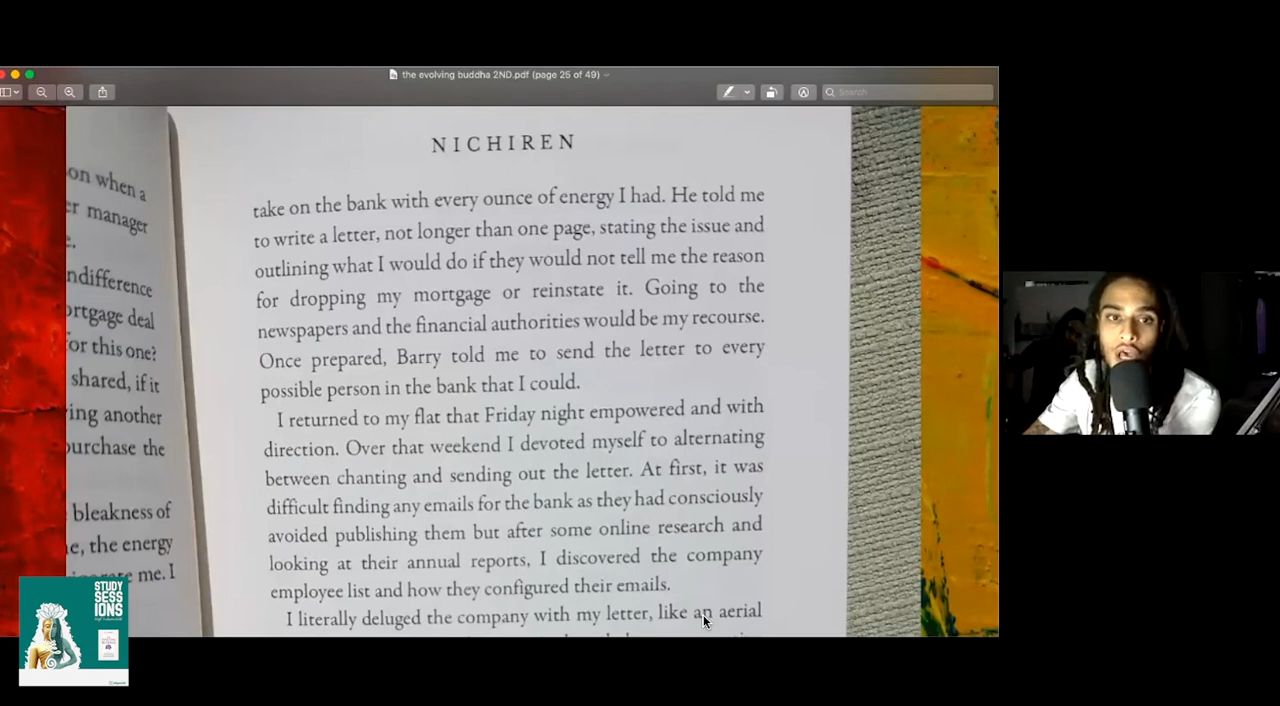 the evolving buddha 2ND.pdf (page 25 of 49)
Search
NICHIREN
on when a
er manager
ndifference
ortgage deal
for this one?
shared, if it
ing another
urchase the
bleakness of
e, the energy
me. I
take on the bank with every ounce of energy I had. He told me
to write a letter, not longer than one page, stating the issue and
outlining what I would do if they would not tell me the reason
for dropping my mortgage or reinstate it. Going to the
newspapers and the financial authorities would be my recourse.
Once prepared, Barry told me to send the letter to every
possible person in the bank that I could.
I returned to my flat that Friday night empowered and with
direction. Over that weekend I devoted myself to alternating
between chanting and sending out the letter. At first, it was
difficult finding any emails for the bank as they had consciously
avoided publishing them but after some online research and
looking at their annual reports, I discovered the company
employee list and how they configured their emails.
I literally deluged the company with my letter, like an aerial
STUDY
SESS
IONS